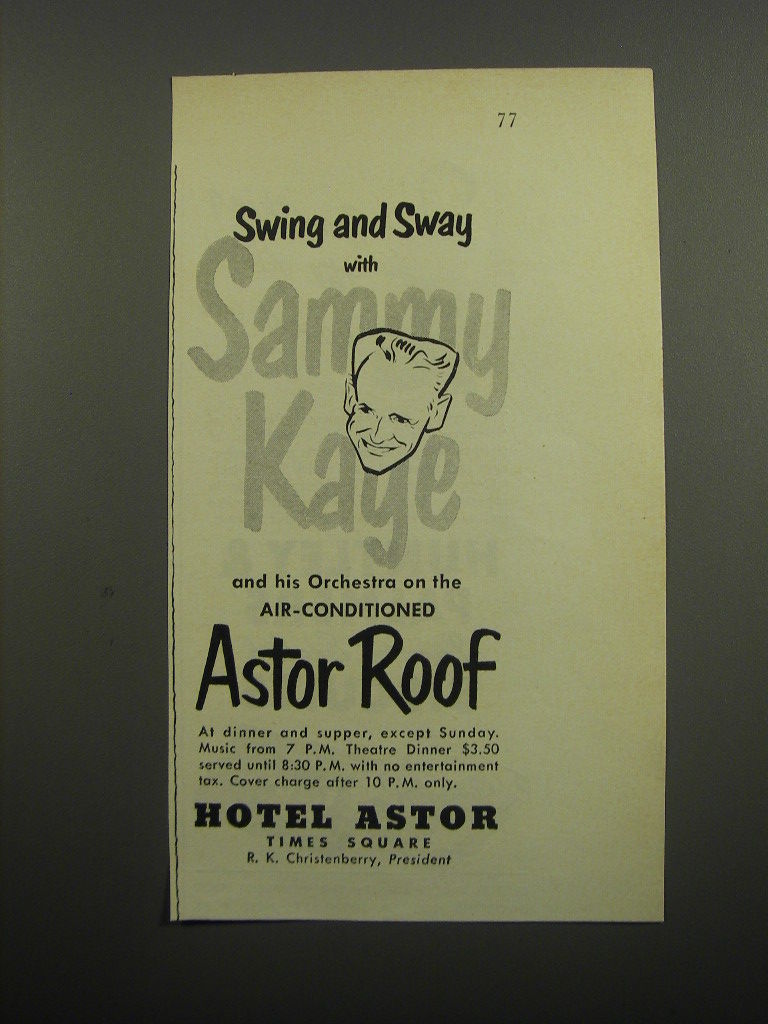 77
Swing and Sway
with
Sammy
Kaye
and his Orchestra on the
AIR-CONDITIONED
Astor Roof
At dinner and supper, except Sunday.
Music from 7 P.M. Theatre Dinner $3.50
served until 8:30 P.M. with no entertainment
tax. Cover charge after 10 P.M. only.
HOTEL ASTOR
TIMES SQUARE
R. K. Christenberry, President